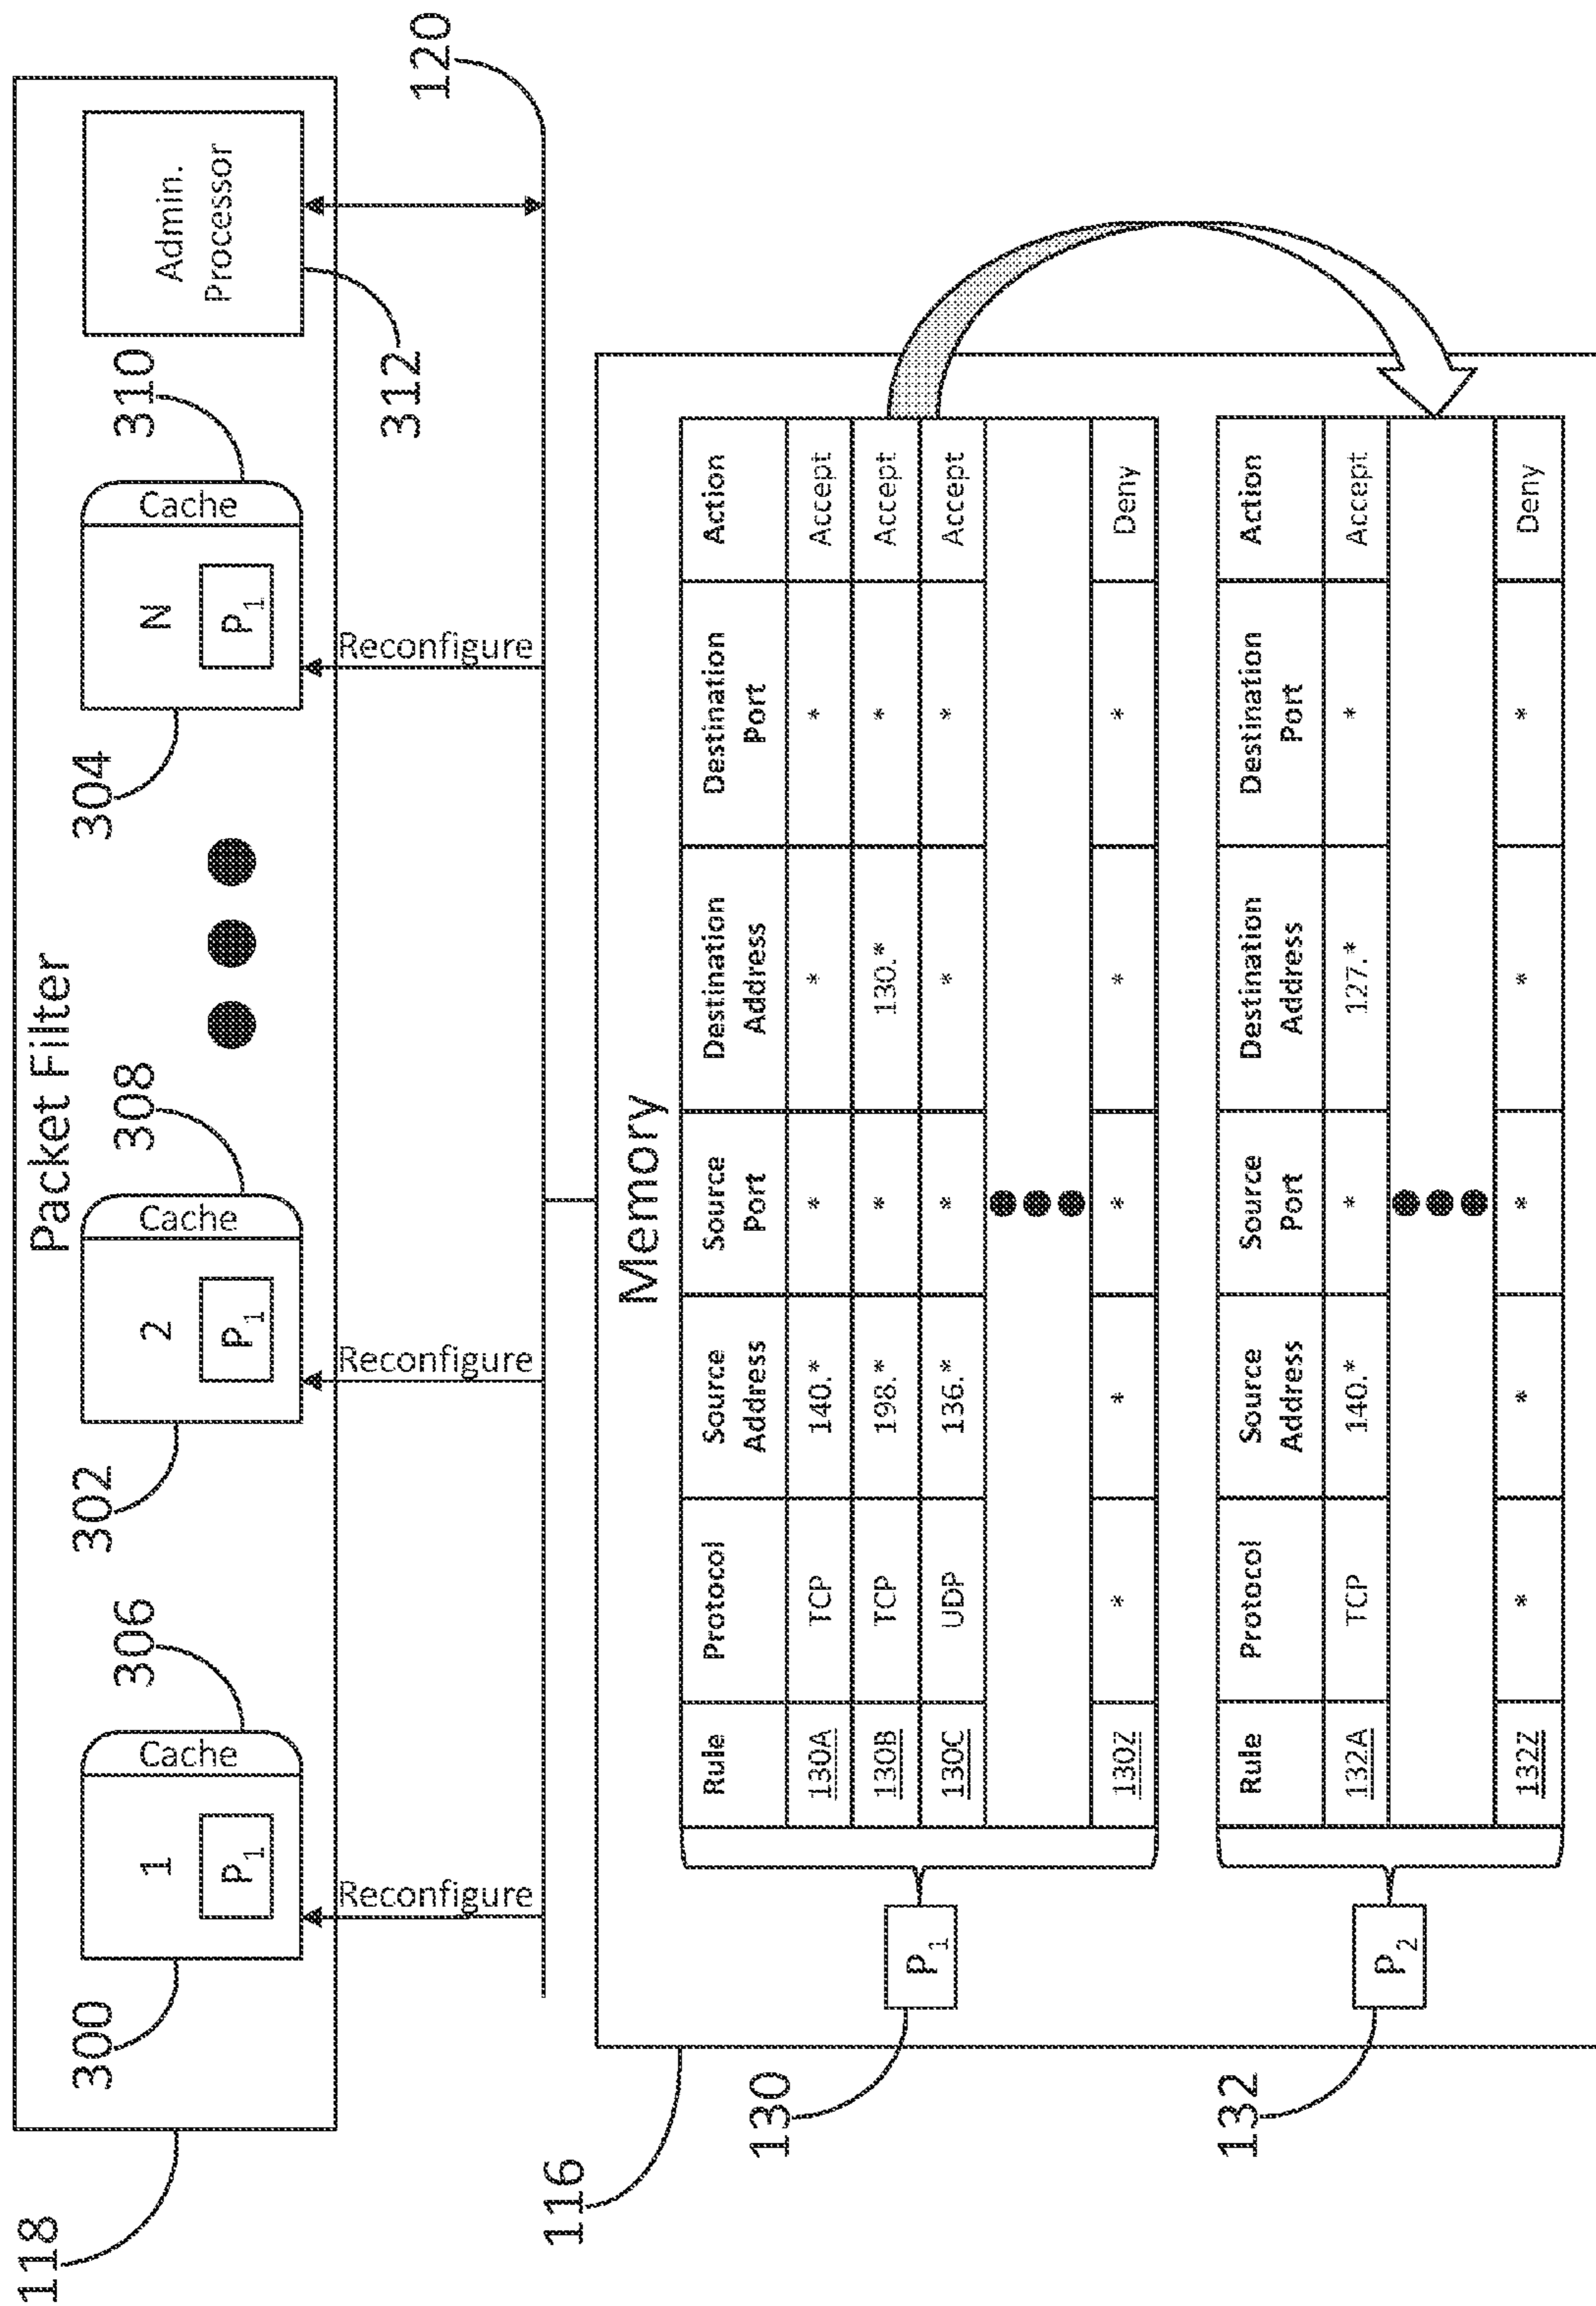 118
Packet Filter
300
1
P1
Cache
306
302
2
P1
Cache
308
304
N
P1
Cache
310
Admin. Processor
312
Reconfigure
Reconfigure
Reconfigure
120
116
Memory
130
P1
Rule Protocol Source Address Source Port Destination Address Destination Port Action
130A TCP 140.* * * * Accept
130B TCP 198.* * 130.* * Accept
130C UDP 136.* * * * Accept
130Z * * * * * Deny
132
P2
Rule Protocol Source Address Source Port Destination Address Destination Port Action
132A TCP 140.* * 127.* * Accept
132Z * * * * * Deny